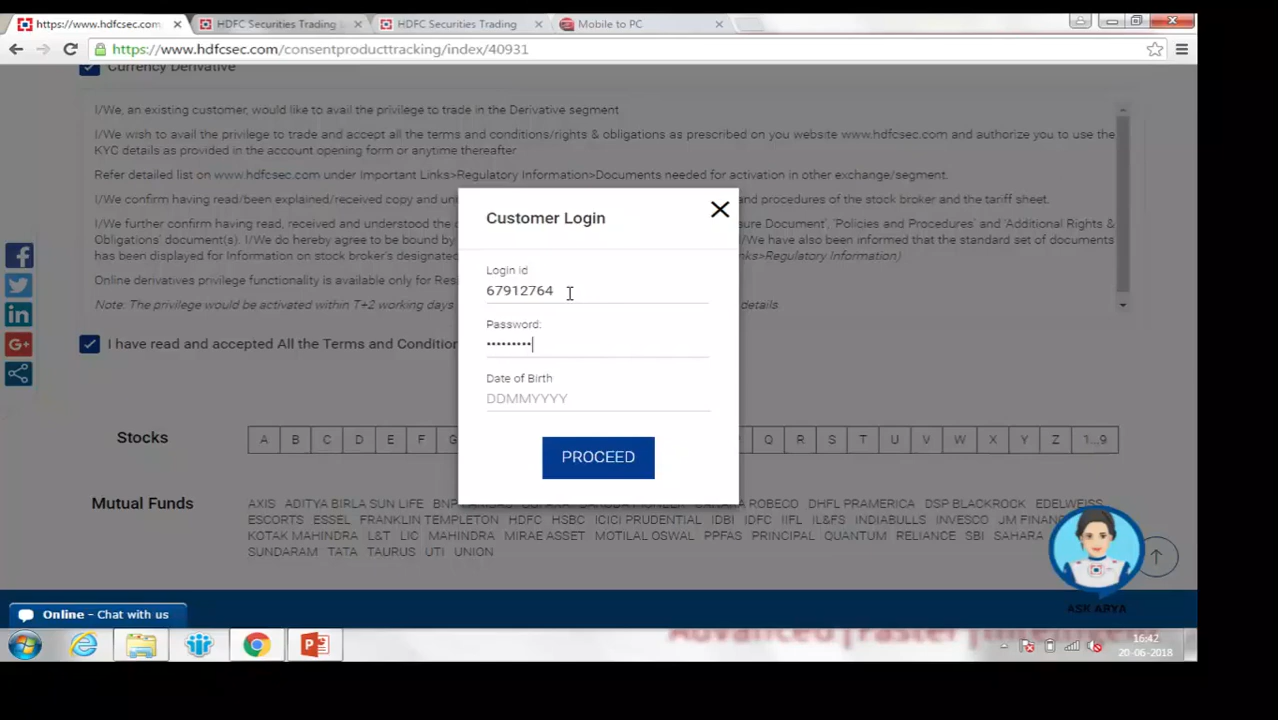 https://www.hdfcsec.com
HDFC Securities Trading
HDFC Securities Trading
Mobile to PC
https://www.hdfcsec.com/consentproducttracking/index/40931
Currency Derivative
I/We, an existing customer, would like to avail the privilege to trade in the Derivative segment
I/We wish to avail the privilege to trade and accept all the terms and conditions/rights & obligations as prescribed on you website www.hdfcsec.com and authorize you to use the
KYC details as provided in the account opening form or anytime thereafter
Refer detailed list on www.hdfcsec.com under Important Links>Regulatory Information>Documents needed for activation in other exchange/segment.
I/We confirm having read/been explained/received copy and un and procedures of the stock broker and the tariff sheet.
I/We further confirm having read, received and understood the sure Document', 'Policies and Procedures' and 'Additional Rights &
Obligations' document(s). I/We do hereby agree to be bound by /We have also been informed that the standard set of documents
has been displayed for Information on stock broker's designated ks>Regulatory Information)
Online derivatives privilege functionality is available only for Res
Note: The privilege would be activated within T+2 working days details.
I have read and accepted All the Terms and Condition
Customer Login
Login id
67912764
Password:
•••••••••
Date of Birth
DDMMYYYY
PROCEED
Stocks
A B C D E F G Q R S T U V W X Y Z 1...9
Mutual Funds
AXIS ADITYA BIRLA SUN LIFE BNP ROBECO DHFL PRAMERICA DSP BLACKROCK EDELWEISS
ESCORTS ESSEL FRANKLIN TEMPLETON HDFC HSBC ICICI PRUDENTIAL IDBI IDFC IIFL IL&FS INDIABULLS INVESCO JM FINANC
KOTAK MAHINDRA L&T LIC MAHINDRA MIRAE ASSET MOTILAL OSWAL PPFAS PRINCIPAL QUANTUM RELIANCE SBI SAHARA
SUNDARAM TATA TAURUS UTI UNION
ASK ARYA
Online - Chat with us
16:42
20-06-2018